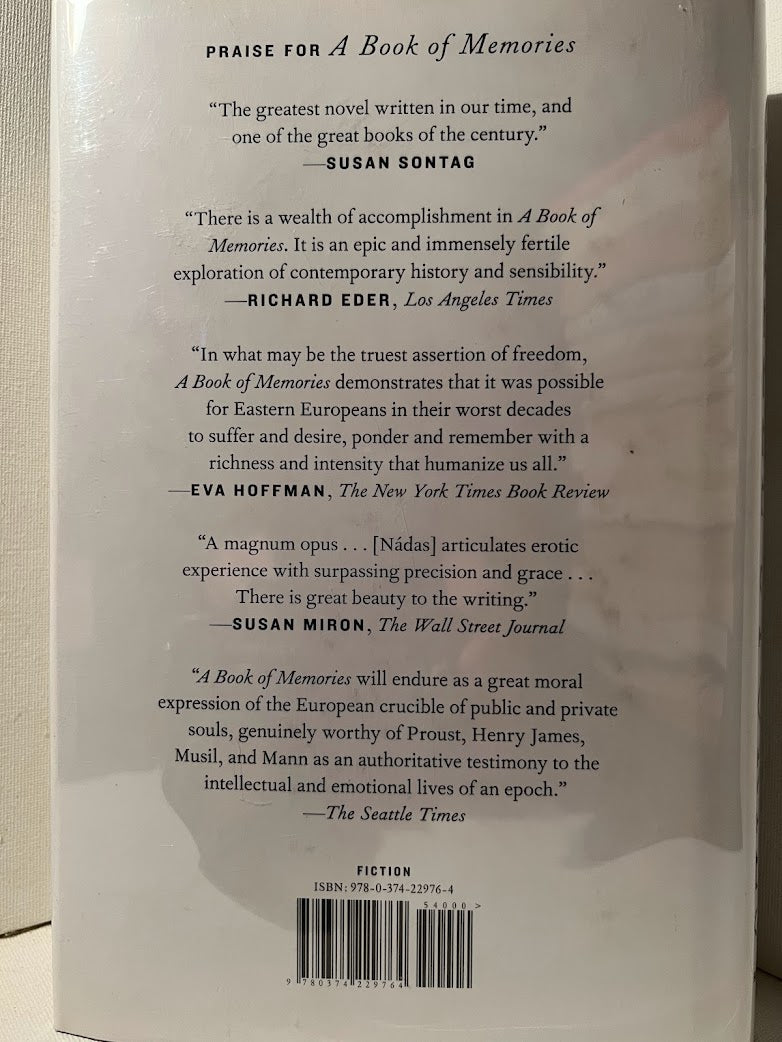 PRAISE FOR A Book of Memories
“The greatest novel written in our time, and
one of the great books of the century.”
—SUSAN SONTAG
“There is a wealth of accomplishment in A Book of
Memories. It is an epic and immensely fertile
exploration of contemporary history and sensibility.”
—RICHARD EDER, Los Angeles Times
“In what may be the truest assertion of freedom,
A Book of Memories demonstrates that it was possible
for Eastern Europeans in their worst decades
to suffer and desire, ponder and remember with a
richness and intensity that humanize us all.”
—EVA HOFFMAN, The New York Times Book Review
“A magnum opus . . . [Nádas] articulates erotic
experience with surpassing precision and grace . . .
There is great beauty to the writing.”
—SUSAN MIRON, The Wall Street Journal
“A Book of Memories will endure as a great moral
expression of the European crucible of public and private
souls, genuinely worthy of Proust, Henry James,
Musil, and Mann as an authoritative testimony to the
intellectual and emotional lives of an epoch.”
—The Seattle Times
FICTION
ISBN: 978-0-374-22976-4
54000 >
9 780374 229764